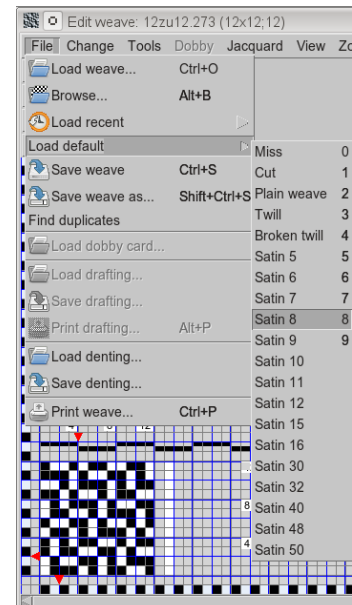 Edit weave: 12zu12.273 (12x12;12)
File Change Tools Dobby Jacquard View Zo
Load weave... Ctrl+O
Browse... Alt+B
Load recent
Load default
Save weave Ctrl+S
Save weave as... Shift+Ctrl+S
Find duplicates
Load dobby card...
Load drafting...
Save drafting...
Print drafting... Alt+P
Load denting...
Save denting...
Print weave... Ctrl+P
Miss 0
Cut 1
Plain weave 2
Twill 3
Broken twill 4
Satin 5 5
Satin 6 6
Satin 7 7
Satin 8 8
Satin 9 9
Satin 10
Satin 11
Satin 12
Satin 15
Satin 16
Satin 30
Satin 32
Satin 40
Satin 48
Satin 50
4 8 12
8
4